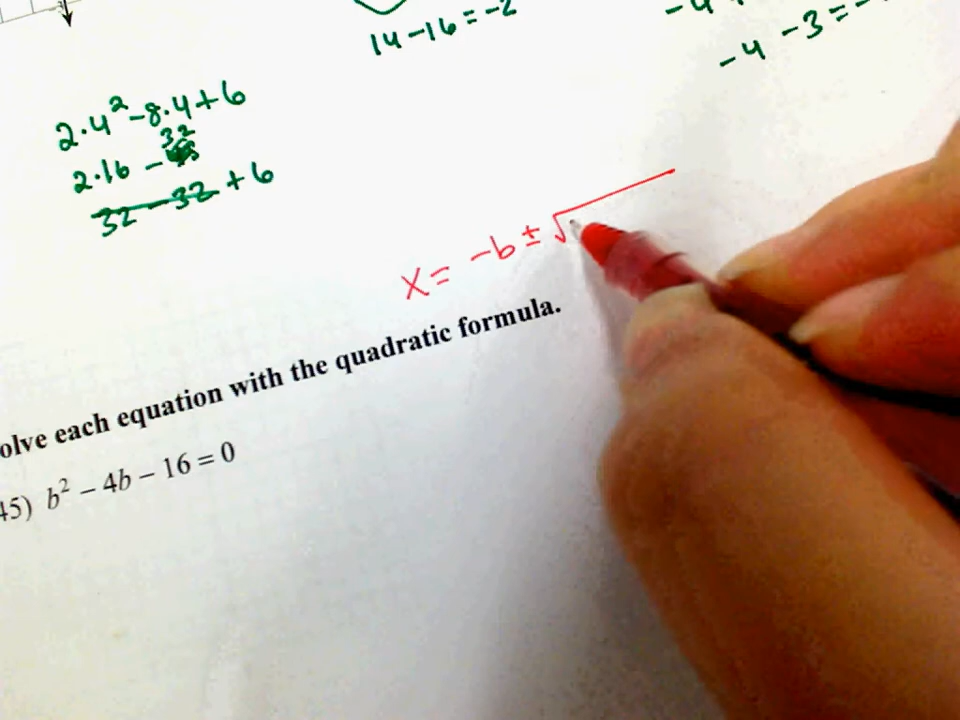 14-16=-2
-4
-4-3=-
2·4²-8·4+6
32
2·16-
32-32+6
x= -b±√
olve each equation with the quadratic formula.
45) b² - 4b - 16 = 0